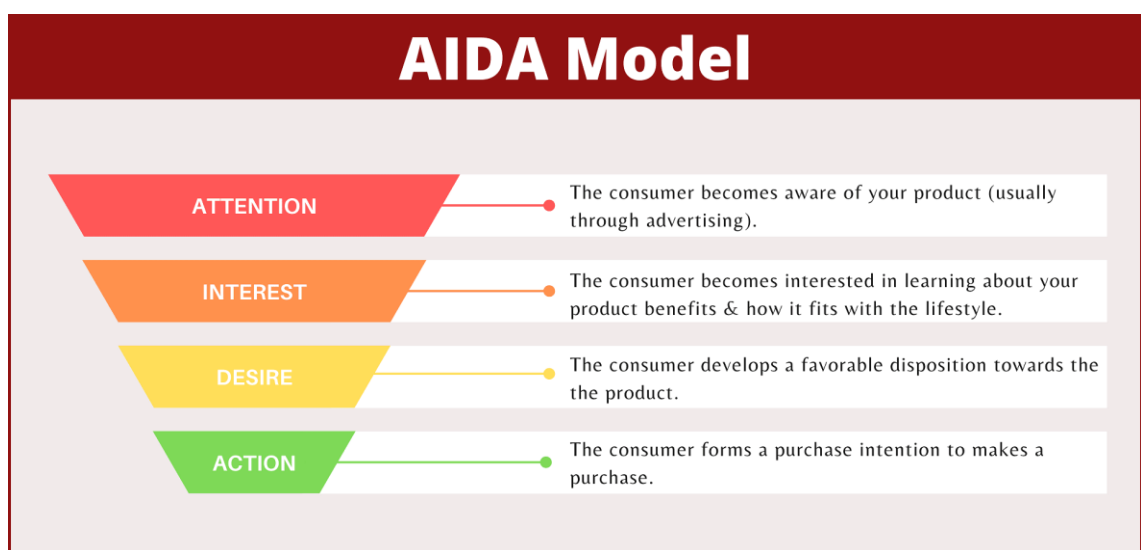 AIDA Model
ATTENTION
The consumer becomes aware of your product (usually
through advertising).
INTEREST
The consumer becomes interested in learning about your
product benefits & how it fits with the lifestyle.
DESIRE
The consumer develops a favorable disposition towards the
the product.
ACTION
The consumer forms a purchase intention to makes a
purchase.